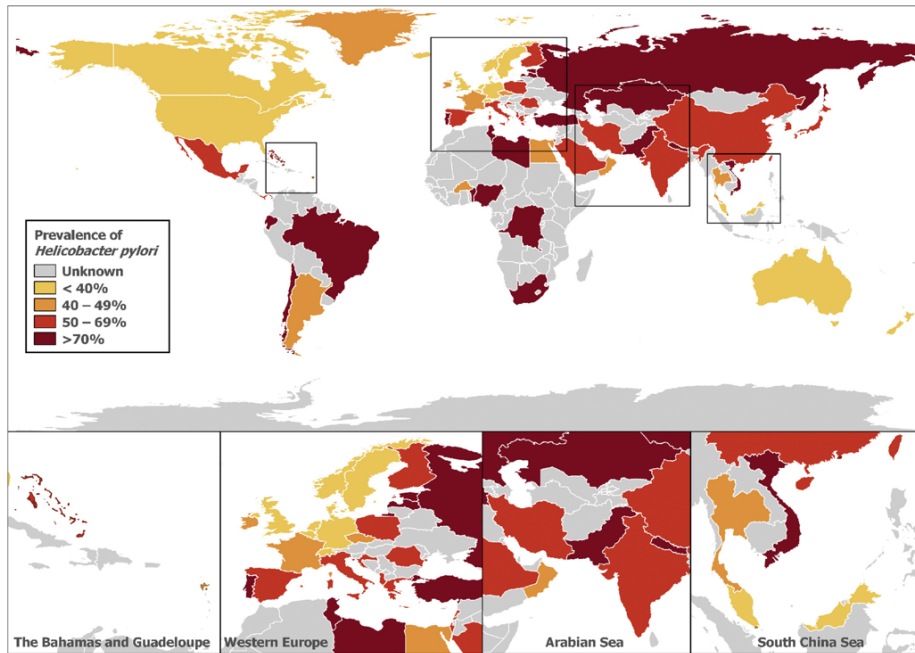 Prevalence of
Helicobacter pylori
Unknown
< 40%
40 – 49%
50 – 69%
>70%
The Bahamas and Guadeloupe
Western Europe
Arabian Sea
South China Sea